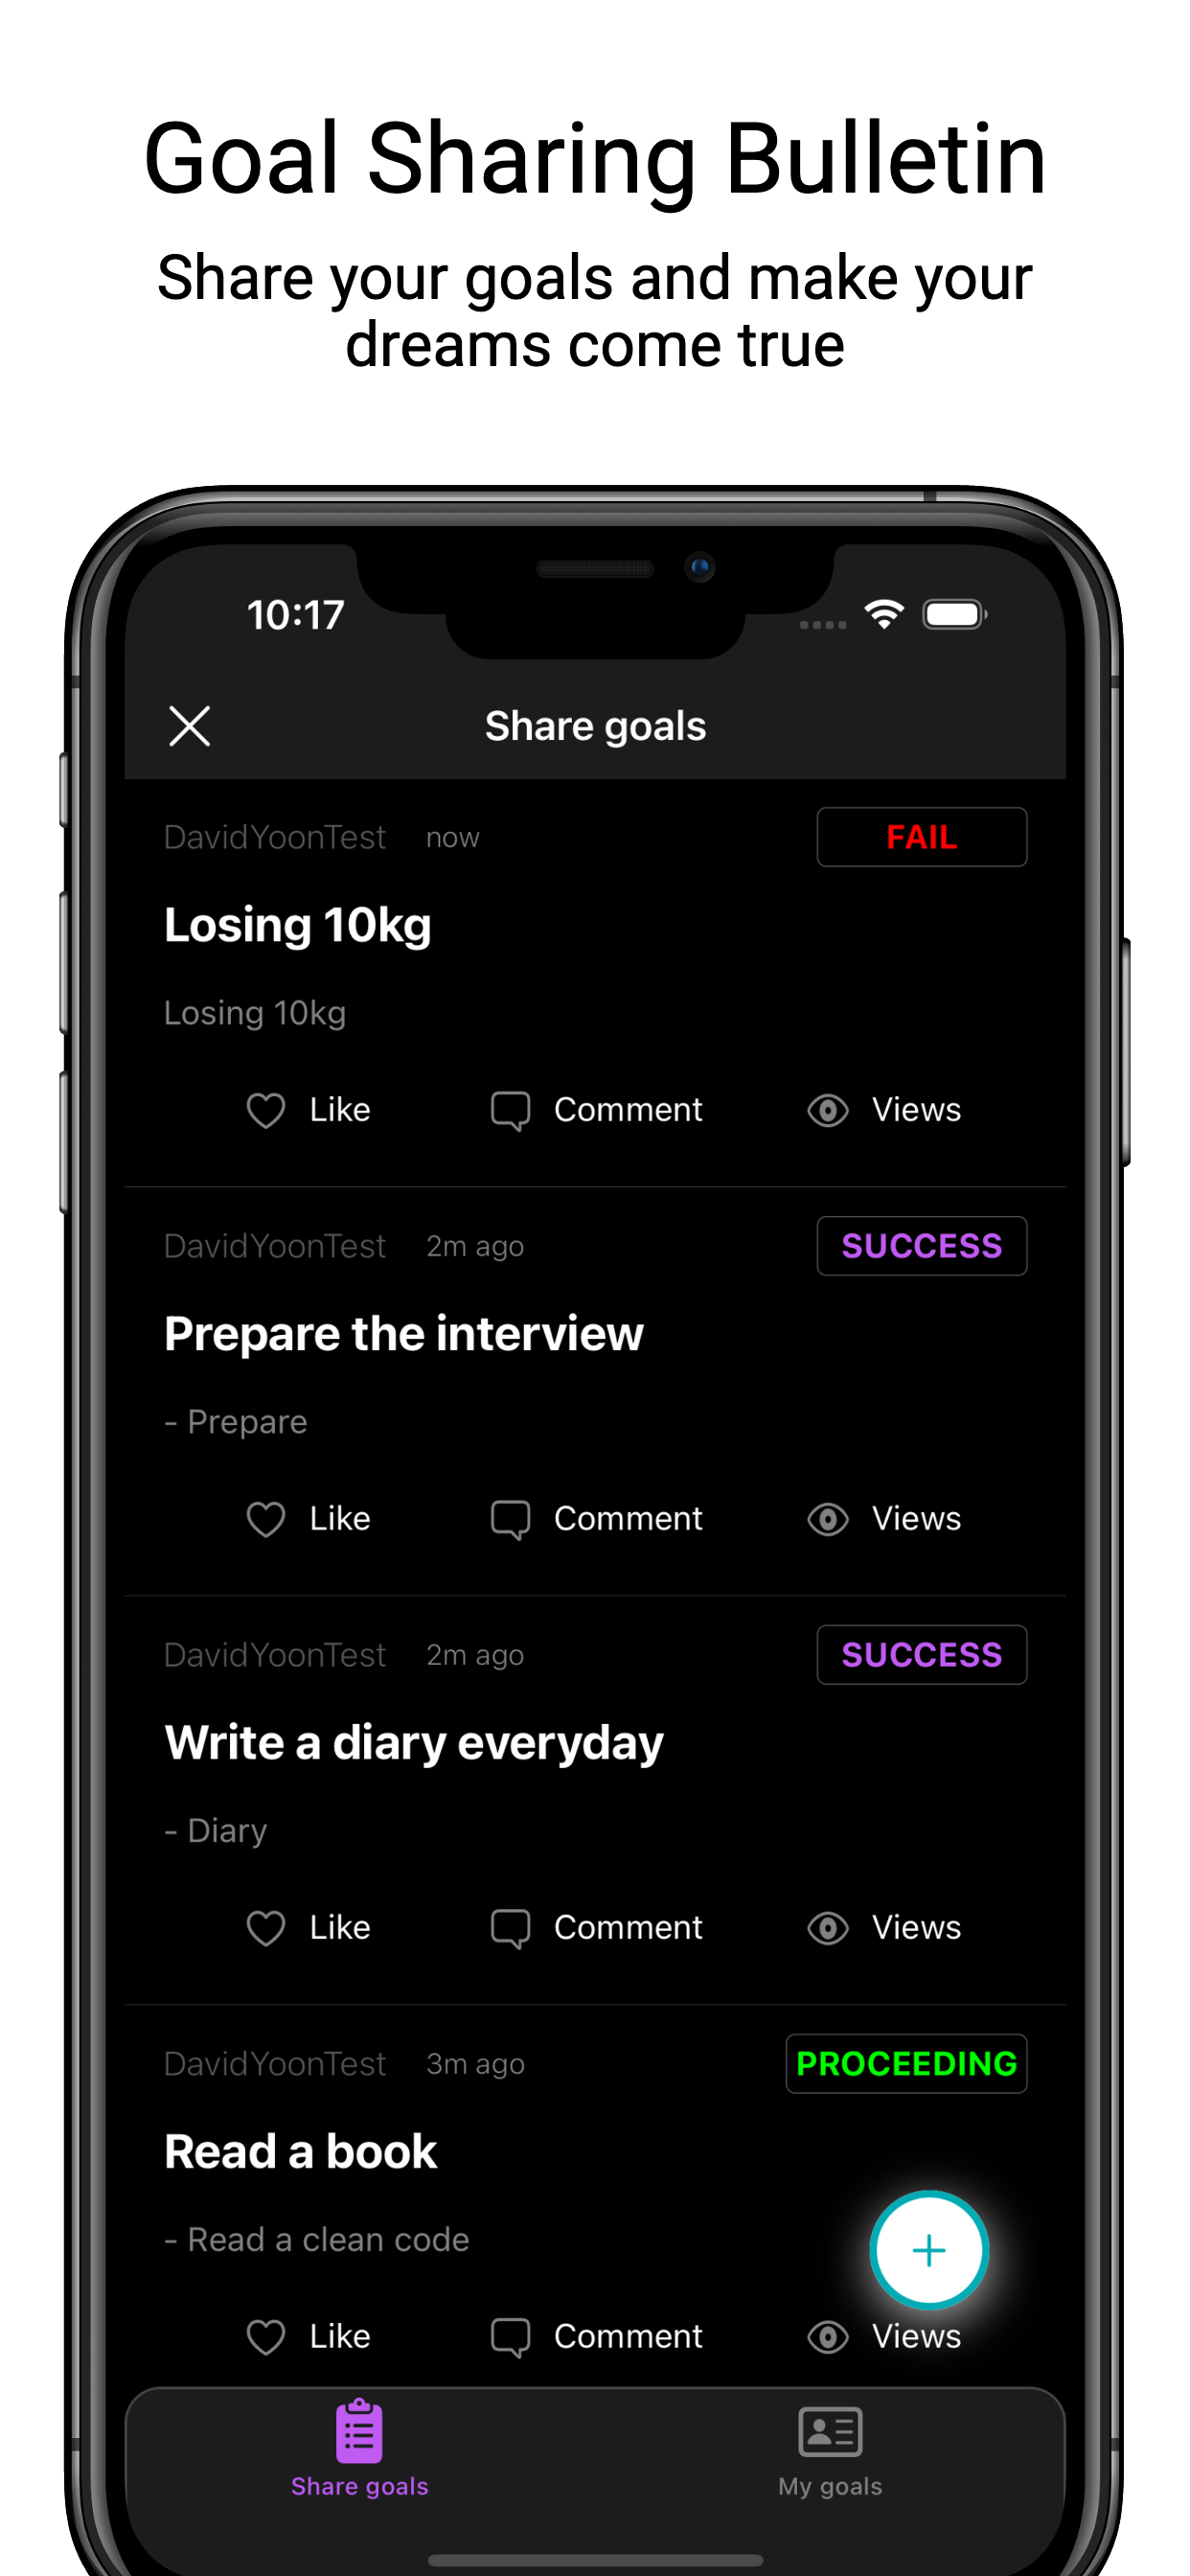 Goal Sharing Bulletin
Share your goals and make your
dreams come true
10:17
Share goals
DavidYoonTest now FAIL
Losing 10kg
Losing 10kg
Like Comment Views
DavidYoonTest 2m ago SUCCESS
Prepare the interview
- Prepare
Like Comment Views
DavidYoonTest 2m ago SUCCESS
Write a diary everyday
- Diary
Like Comment Views
DavidYoonTest 3m ago PROCEEDING
Read a book
- Read a clean code
+
Like Comment Views
Share goals My goals